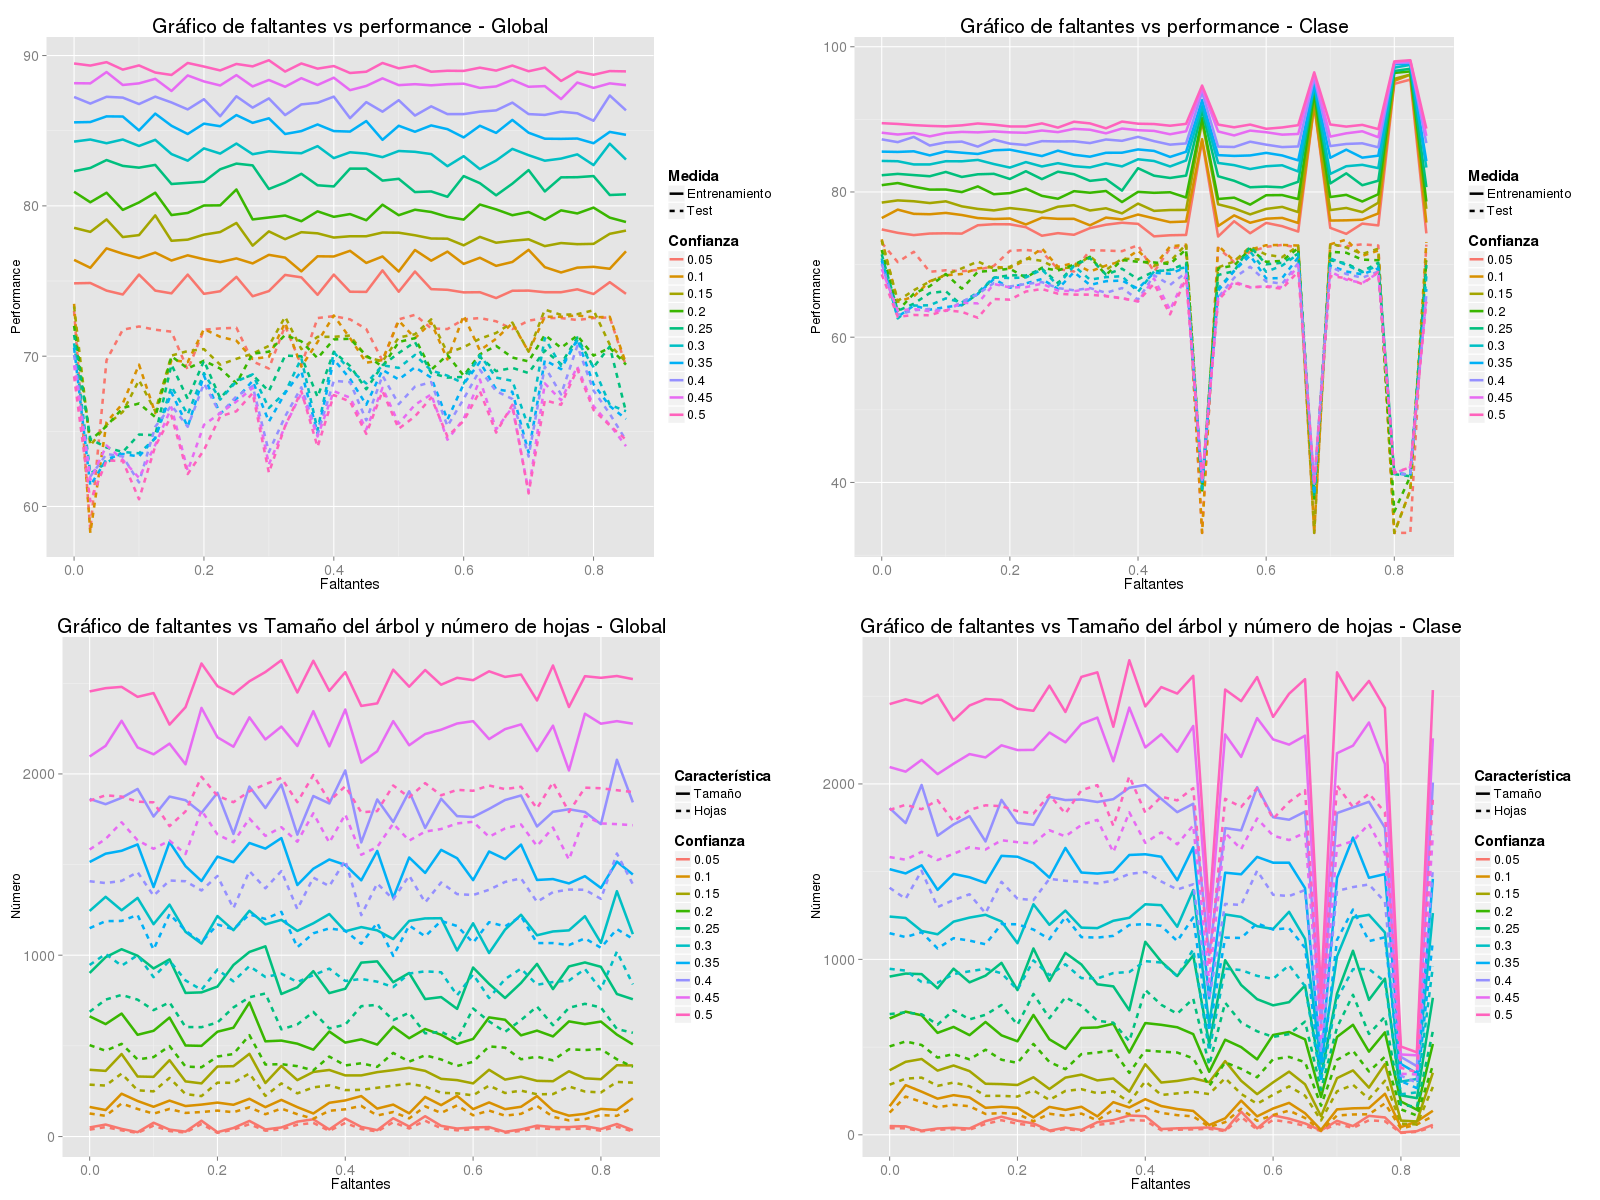 Gráfico de faltantes vs performance - Global
90
80
70
60
Performance
0.0 0.2 0.4 0.6 0.8
Faltantes
Medida
Entrenamiento
Test
Confianza
0.05
0.1
0.15
0.2
0.25
0.3
0.35
0.4
0.45
0.5
Gráfico de faltantes vs performance - Clase
100
80
60
40
Performance
0.0 0.2 0.4 0.6 0.8
Faltantes
Medida
Entrenamiento
Test
Confianza
0.05
0.1
0.15
0.2
0.25
0.3
0.35
0.4
0.45
0.5
Gráfico de faltantes vs Tamaño del árbol y número de hojas - Global
2000
1000
0
Número
0.0 0.2 0.4 0.6 0.8
Faltantes
Característica
Tamaño
Hojas
Confianza
0.05
0.1
0.15
0.2
0.25
0.3
0.35
0.4
0.45
0.5
Gráfico de faltantes vs Tamaño del árbol y número de hojas - Clase
2000
1000
0
Número
0.0 0.2 0.4 0.6 0.8
Faltantes
Característica
Tamaño
Hojas
Confianza
0.05
0.1
0.15
0.2
0.25
0.3
0.35
0.4
0.45
0.5